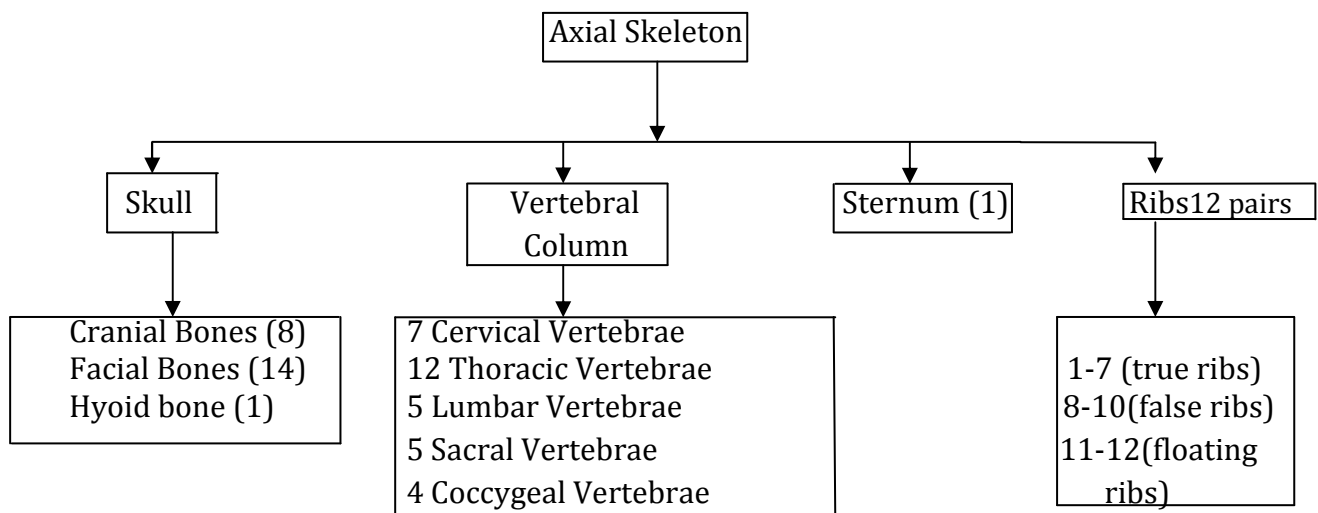 Axial Skeleton
Skull
Vertebral
Column
Sternum (1)
Ribs12 pairs
Cranial Bones (8)
Facial Bones (14)
Hyoid bone (1)
7 Cervical Vertebrae
12 Thoracic Vertebrae
5 Lumbar Vertebrae
5 Sacral Vertebrae
4 Coccygeal Vertebrae
1-7 (true ribs)
8-10(false ribs)
11-12(floating
ribs)